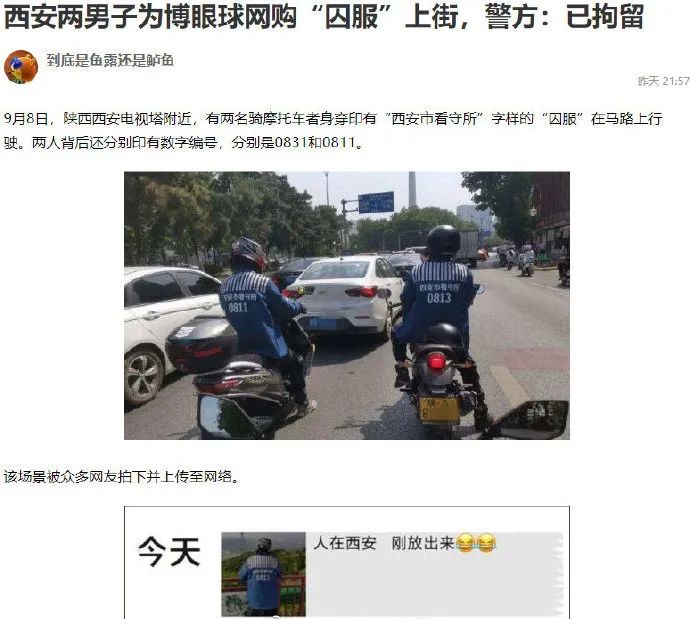 西安两男子为博眼球网购“囚服”上街，警方：已拘留
到底是鱼露还是鲈鱼
昨天 21:57
9月8日，陕西西安电视塔附近，有两名骑摩托车者身穿印有“西安市看守所”字样的“囚服”在马路上行
驶。两人背后还分别印有数字编号，分别是0831和0811。
西安市看守所
0811
西安市看守所
0813
该场景被众多网友拍下并上传至网络。
今天
人在西安 刚放出来😂😂
0813